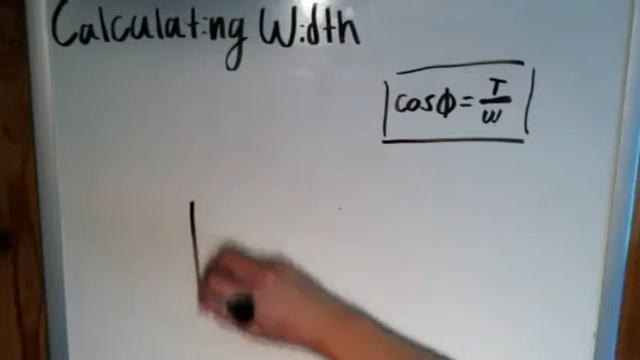 Calculating Width
cosϕ = T/W